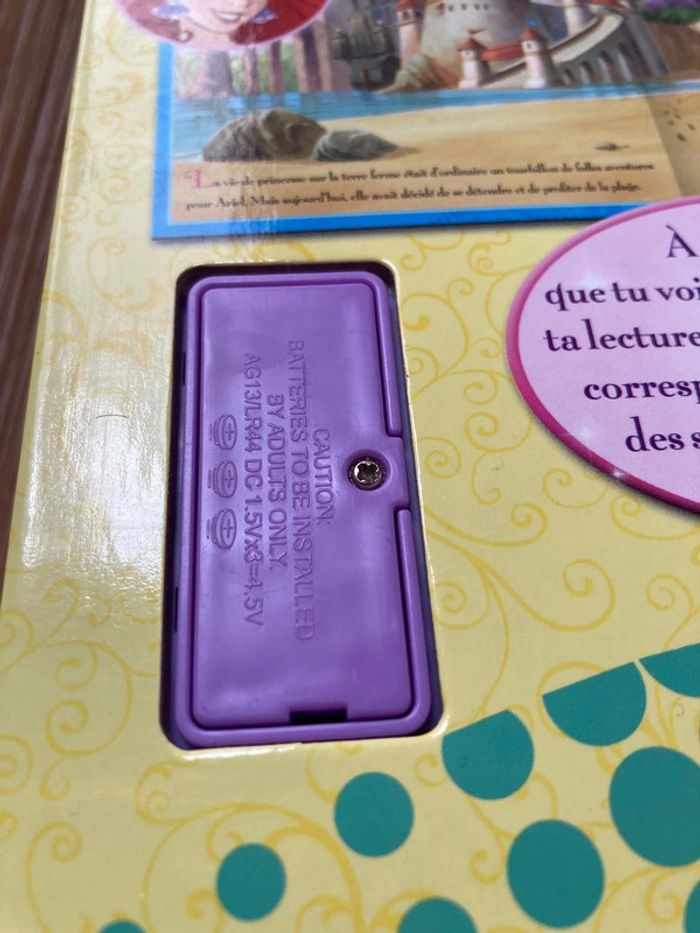 La vie de princesse sur la terre ferme était d'ordinaire un tourbillon de folles aventures
pour Ariel. Mais aujourd'hui, elle avait décidé de se détendre et de profiter de la plage.
À
que tu voi
ta lecture
corresp
des s
CAUTION:
BATTERIES TO BE INSTALLED
BY ADULTS ONLY.
AG13/LR44 DC 1.5Vx3=4.5V